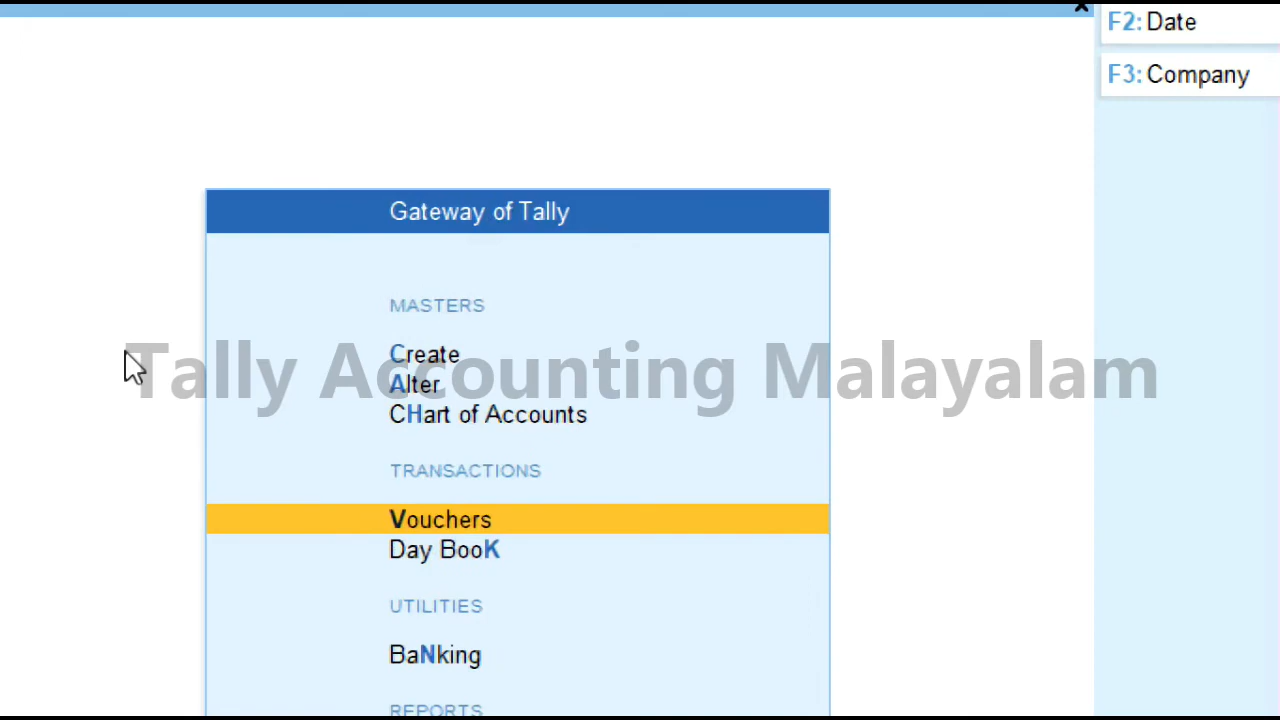 F2: Date
F3: Company
Gateway of Tally
MASTERS
Create
Alter
CHart of Accounts
Tally Accounting Malayalam
TRANSACTIONS
Vouchers
Day BooK
UTILITIES
BaNking
REPORTS